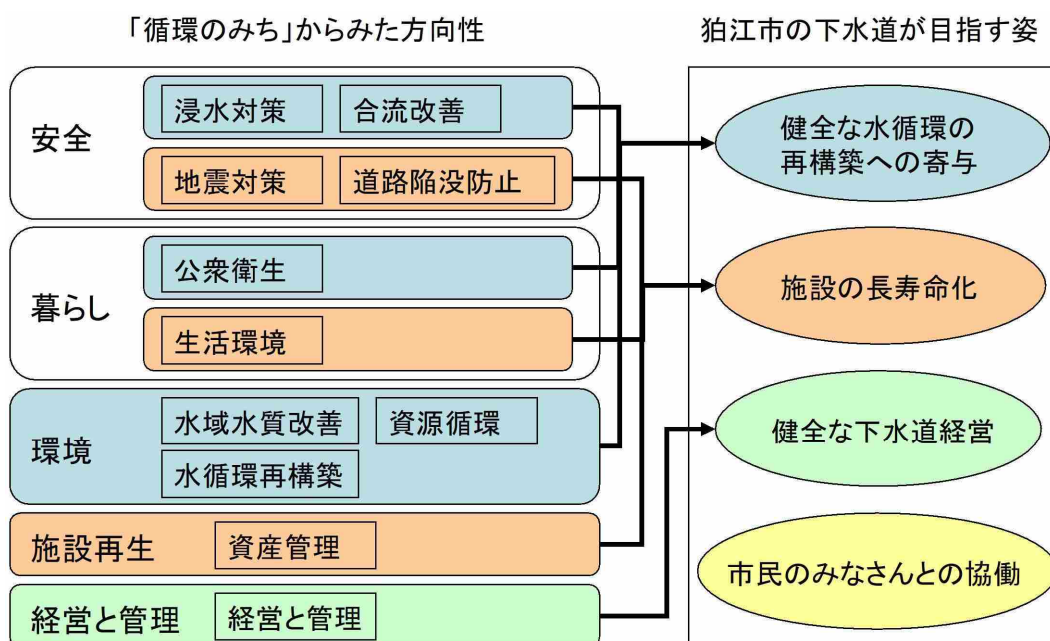 「循環のみち」からみた方向性
狛江市の下水道が目指す姿
安全
浸水対策
合流改善
地震対策
道路陥没防止
暮らし
公衆衛生
生活環境
環境
水域水質改善
資源循環
水循環再構築
施設再生
資産管理
経営と管理
経営と管理
健全な水循環の
再構築への寄与
施設の長寿命化
健全な下水道経営
市民のみなさんとの協働